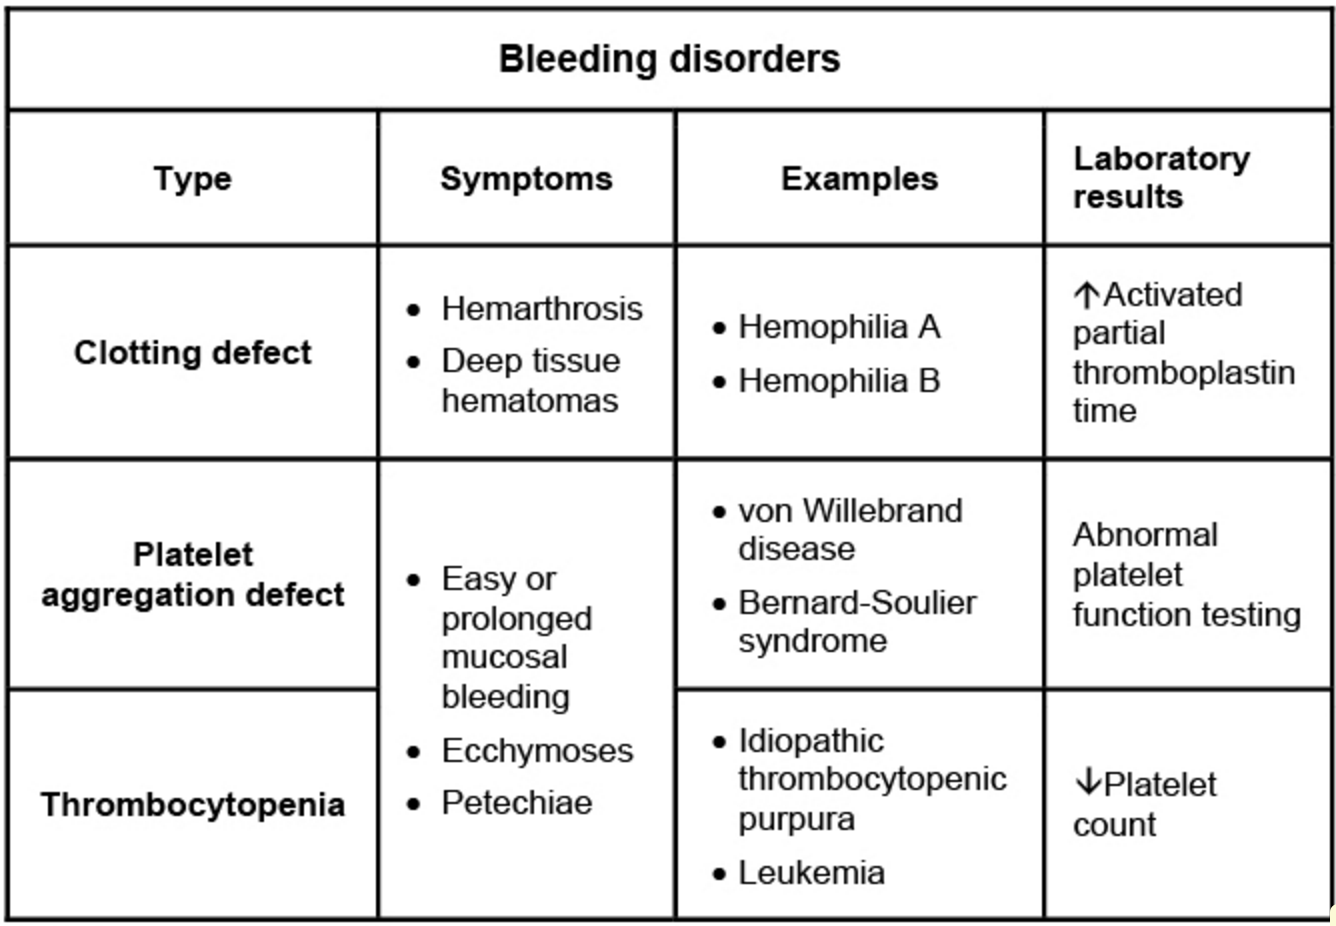 Bleeding disorders
Type
Symptoms
Examples
Laboratory
results
Clotting defect
• Hemarthrosis
• Deep tissue
hematomas
• Hemophilia A
• Hemophilia B
↑Activated
partial
thromboplastin
time
Platelet
aggregation defect
• Easy or
prolonged
mucosal
bleeding
• Ecchymoses
• Petechiae
• von Willebrand
disease
• Bernard-Soulier
syndrome
Abnormal
platelet
function testing
Thrombocytopenia
• Idiopathic
thrombocytopenic
purpura
• Leukemia
↓Platelet
count